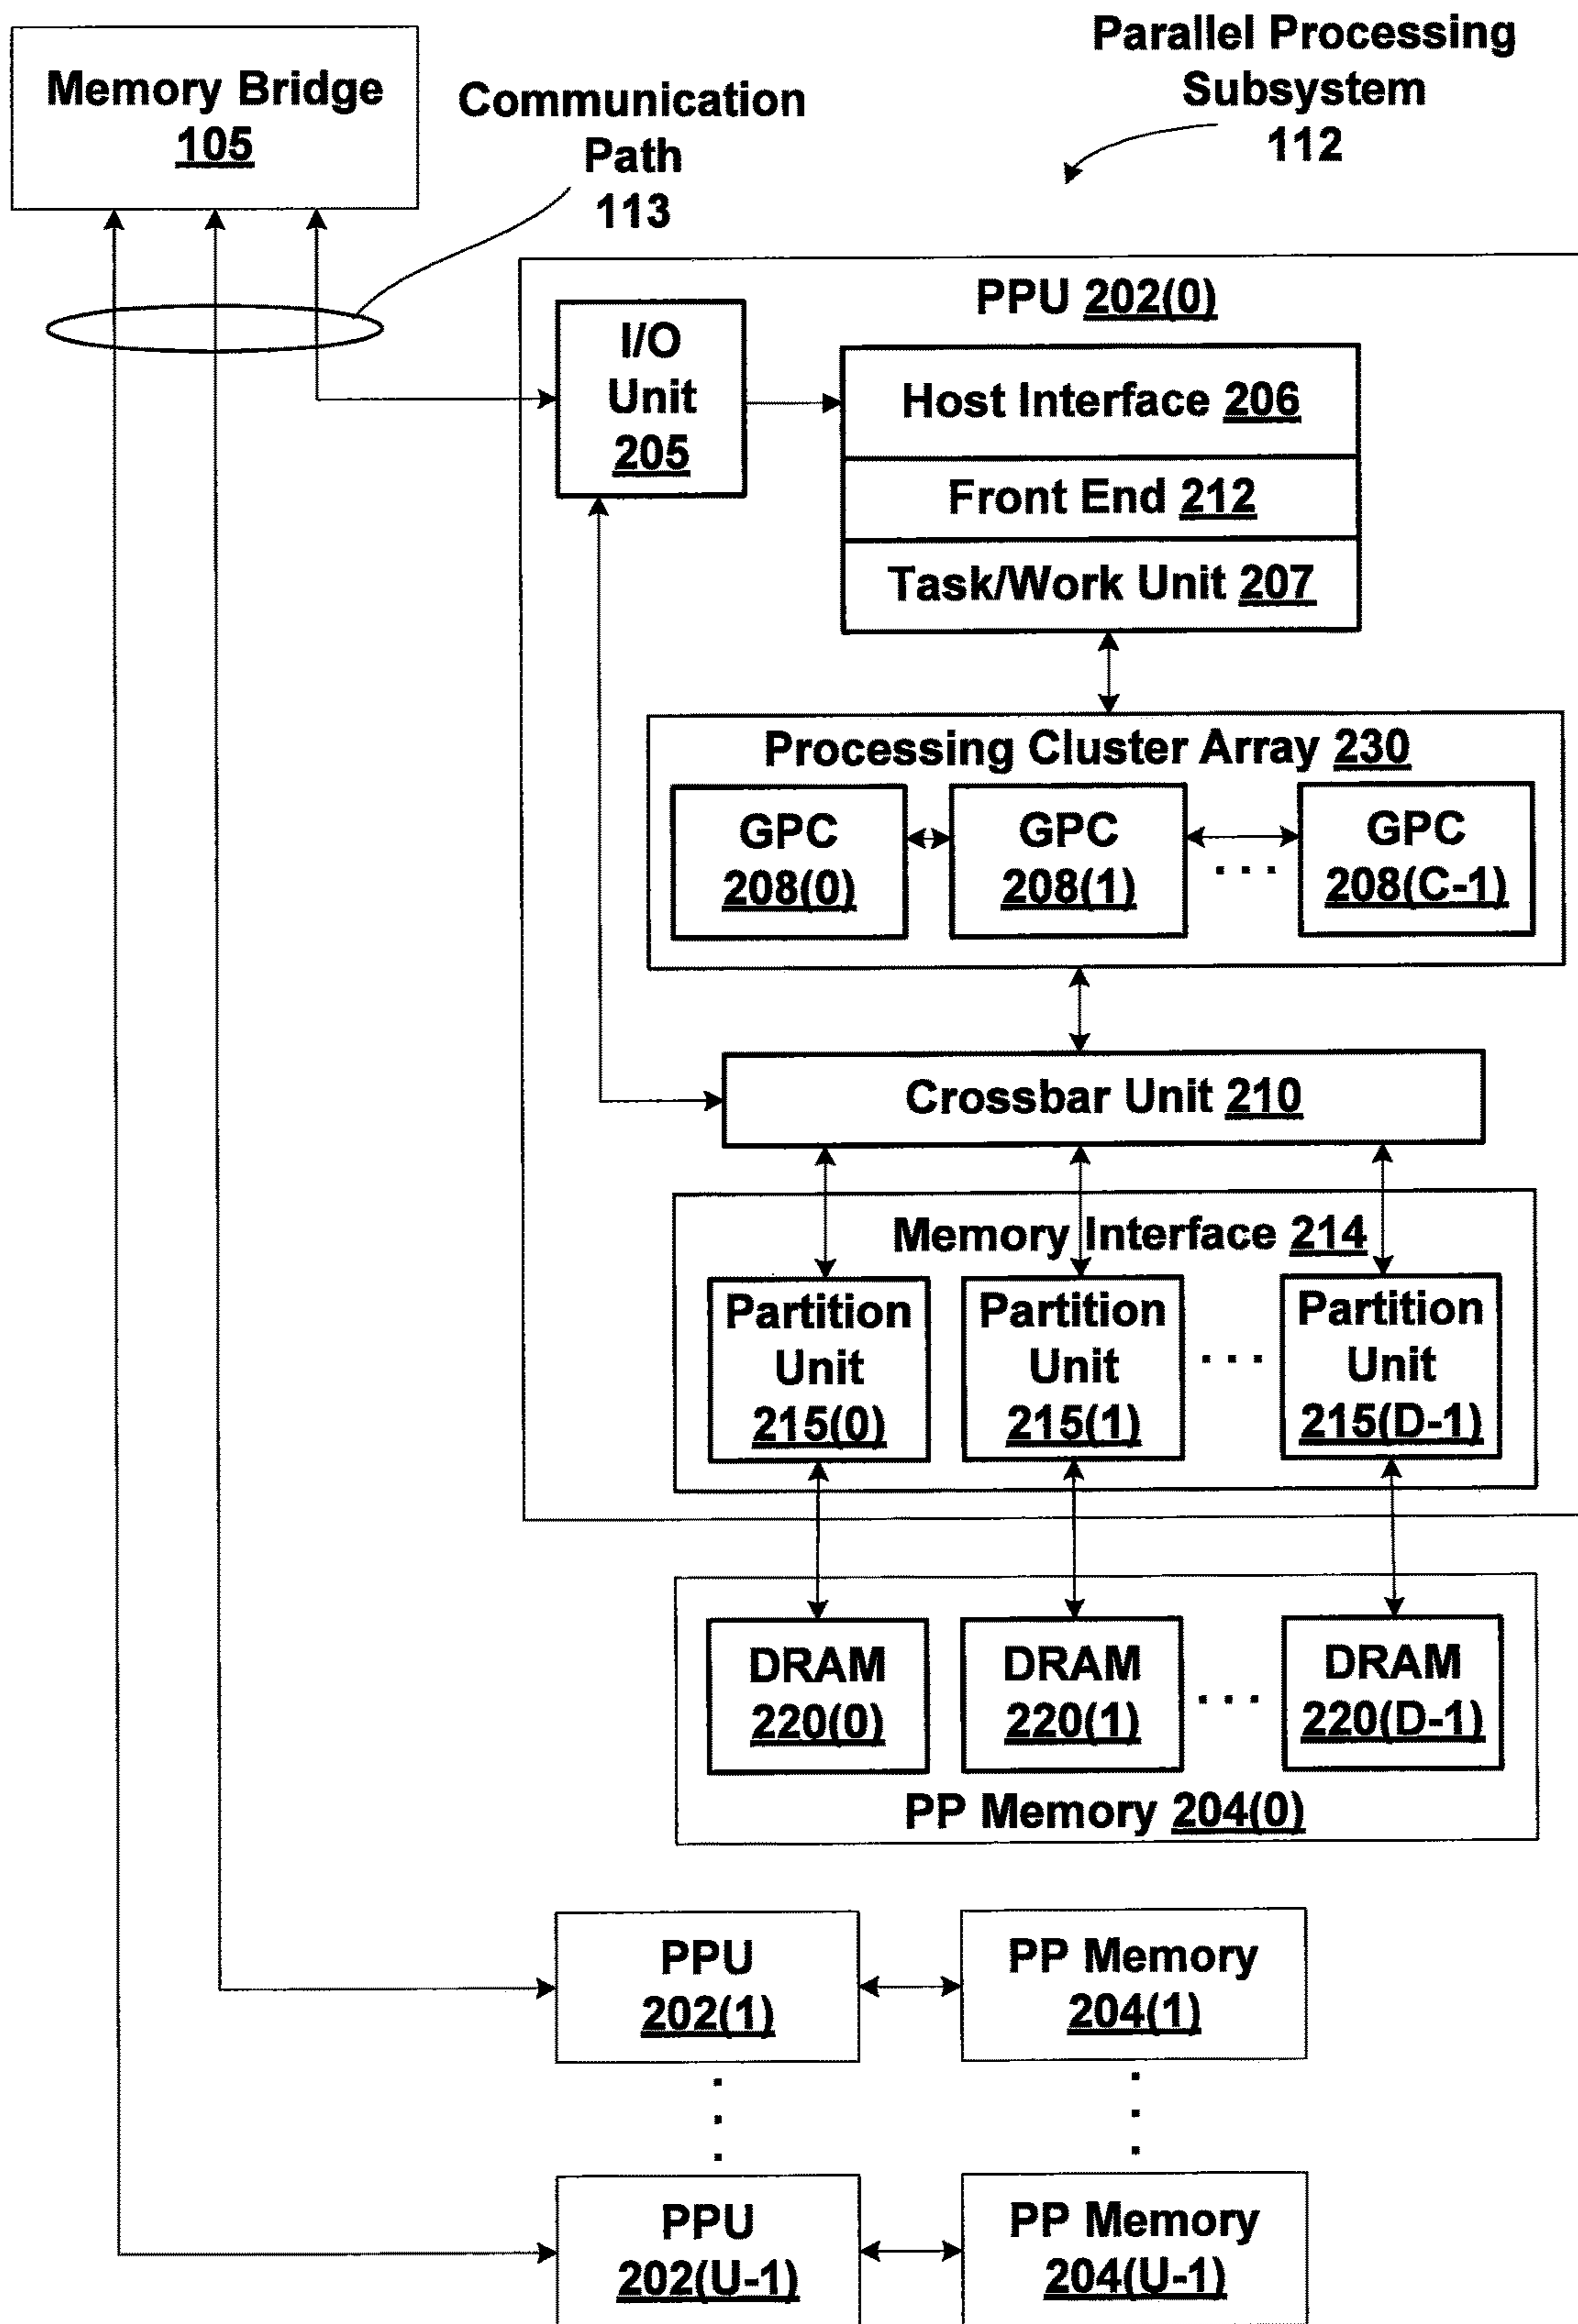 Parallel Processing
Subsystem
112
Memory Bridge
105
Communication
Path
113
PPU 202(0)
I/O
Unit
205
Host Interface 206
Front End 212
Task/Work Unit 207
Processing Cluster Array 230
GPC
208(0)
GPC
208(1)
. . .
GPC
208(C-1)
Crossbar Unit 210
Memory Interface 214
Partition
Unit
215(0)
Partition
Unit
215(1)
. . .
Partition
Unit
215(D-1)
DRAM
220(0)
DRAM
220(1)
. . .
DRAM
220(D-1)
PP Memory 204(0)
PPU
202(1)
PP Memory
204(1)
PPU
202(U-1)
PP Memory
204(U-1)